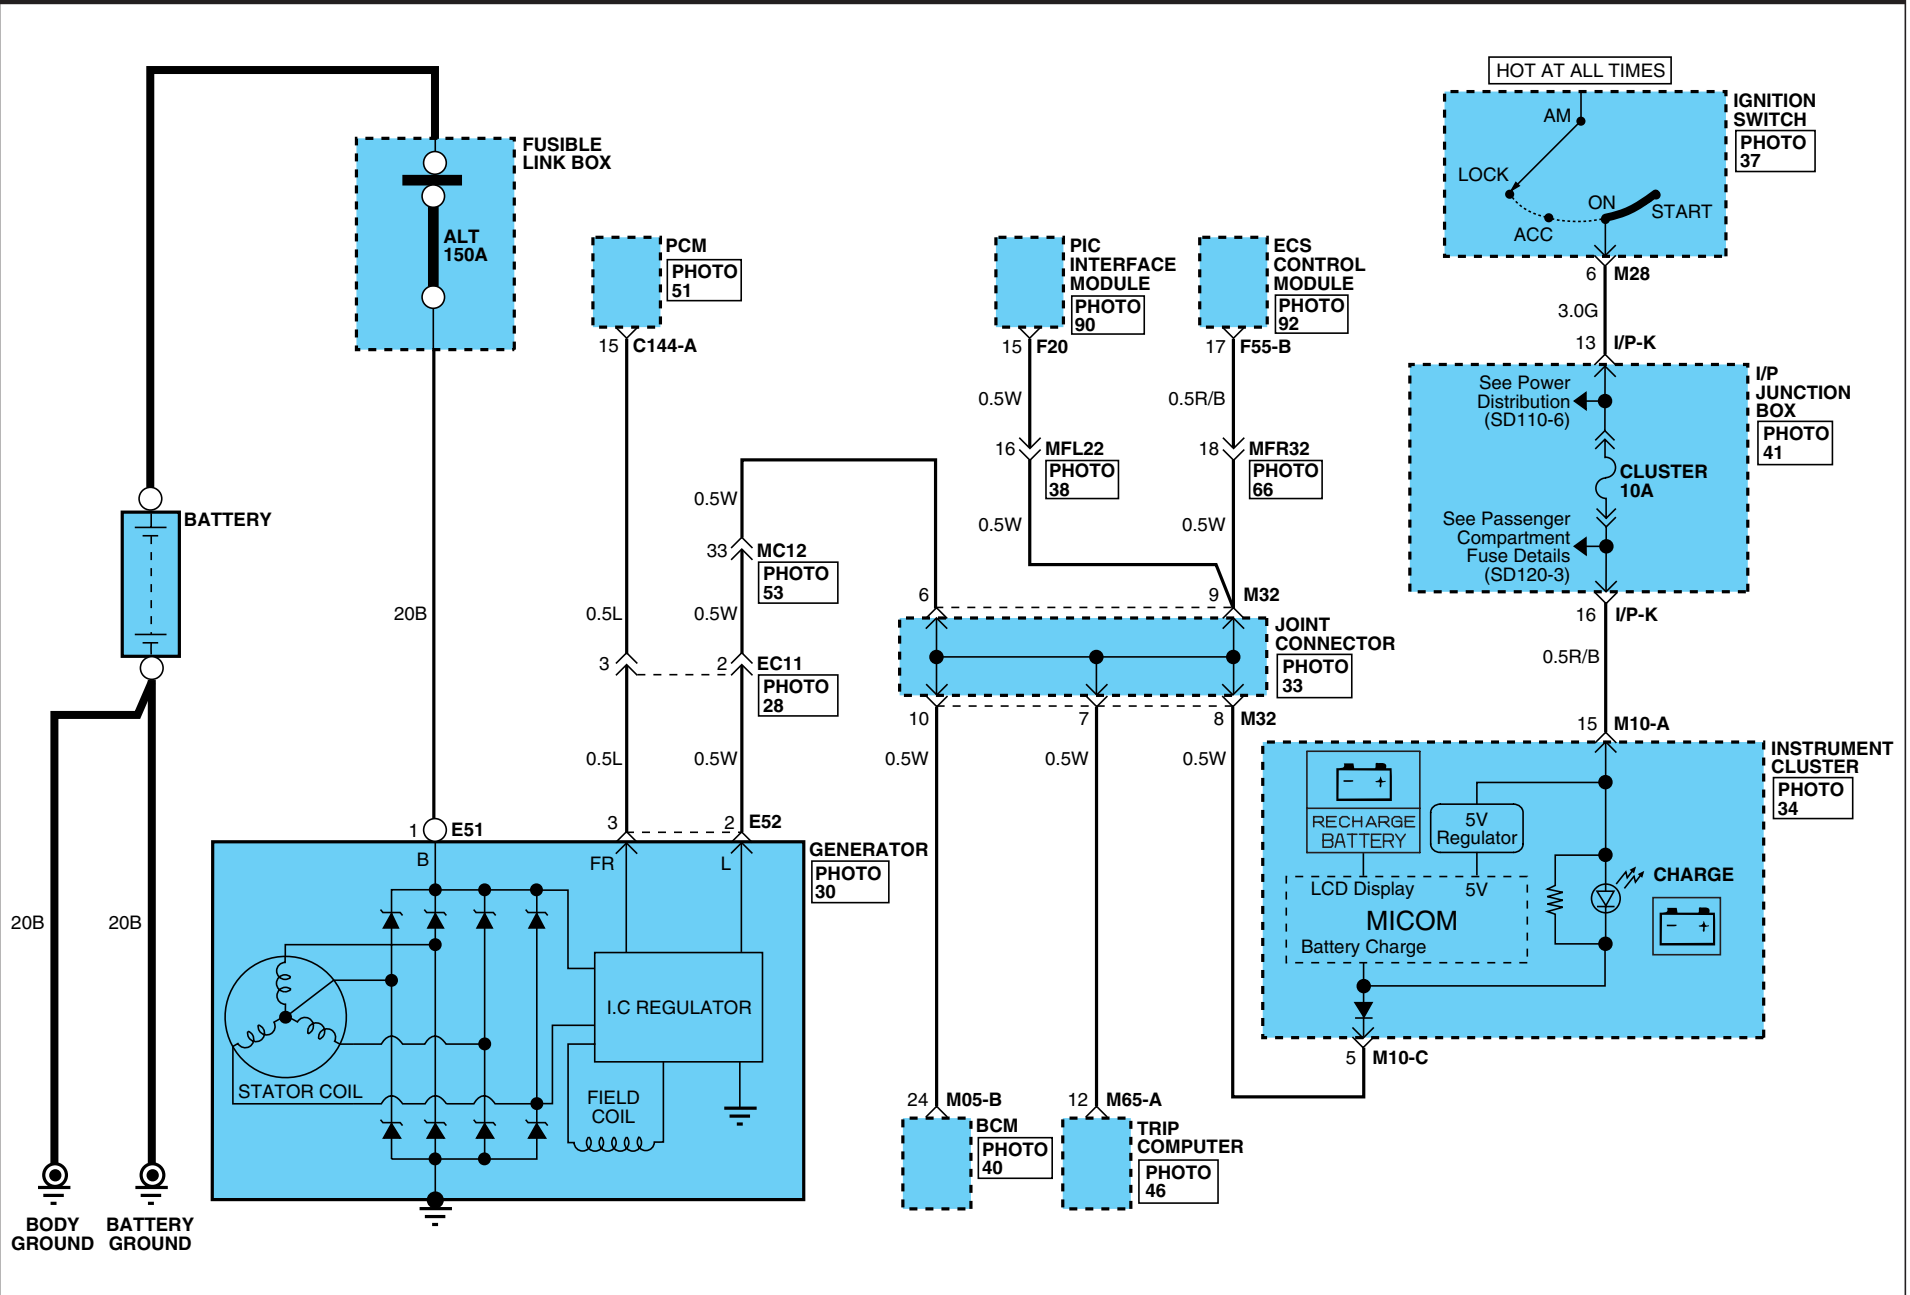 HOT AT ALL TIMES
AM
LOCK
ACC
ON
START
IGNITION
SWITCH
PHOTO
37
6 M28
3.0G
13 I/P-K
FUSIBLE
LINK BOX
ALT
150A
PCM
PHOTO
51
15 C144-A
PIC
INTERFACE
MODULE
PHOTO
90
15 F20
ECS
CONTROL
MODULE
PHOTO
92
17 F55-B
0.5W
0.5R/B
16 MFL22
PHOTO
38
18 MFR32
PHOTO
66
0.5W
0.5W
See Power
Distribution
(SD110-6)
CLUSTER
10A
See Passenger
Compartment
Fuse Details
(SD120-3)
I/P
JUNCTION
BOX
PHOTO
41
16 I/P-K
0.5R/B
15 M10-A
BATTERY
20B
0.5L
0.5W
33 MC12
PHOTO
53
0.5W
3
2 EC11
PHOTO
28
0.5L
0.5W
6
9 M32
JOINT
CONNECTOR
PHOTO
33
10
7
8 M32
0.5W
0.5W
0.5W
1 E51
3
2 E52
B
FR
L
GENERATOR
PHOTO
30
I.C REGULATOR
STATOR COIL
FIELD
COIL
20B
20B
BODY
GROUND
BATTERY
GROUND
24 M05-B
BCM
PHOTO
40
12 M65-A
TRIP
COMPUTER
PHOTO
46
INSTRUMENT
CLUSTER
PHOTO
34
- +
RECHARGE
BATTERY
5V
Regulator
LCD Display
5V
MICOM
Battery Charge
CHARGE
- +
5 M10-C